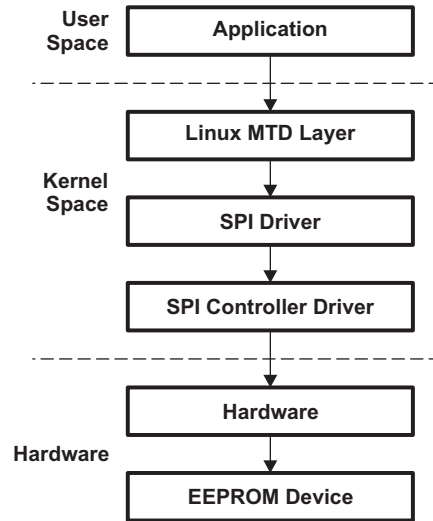 User
Space
Application
Linux MTD Layer
Kernel
Space
SPI Driver
SPI Controller Driver
Hardware
Hardware
EEPROM Device